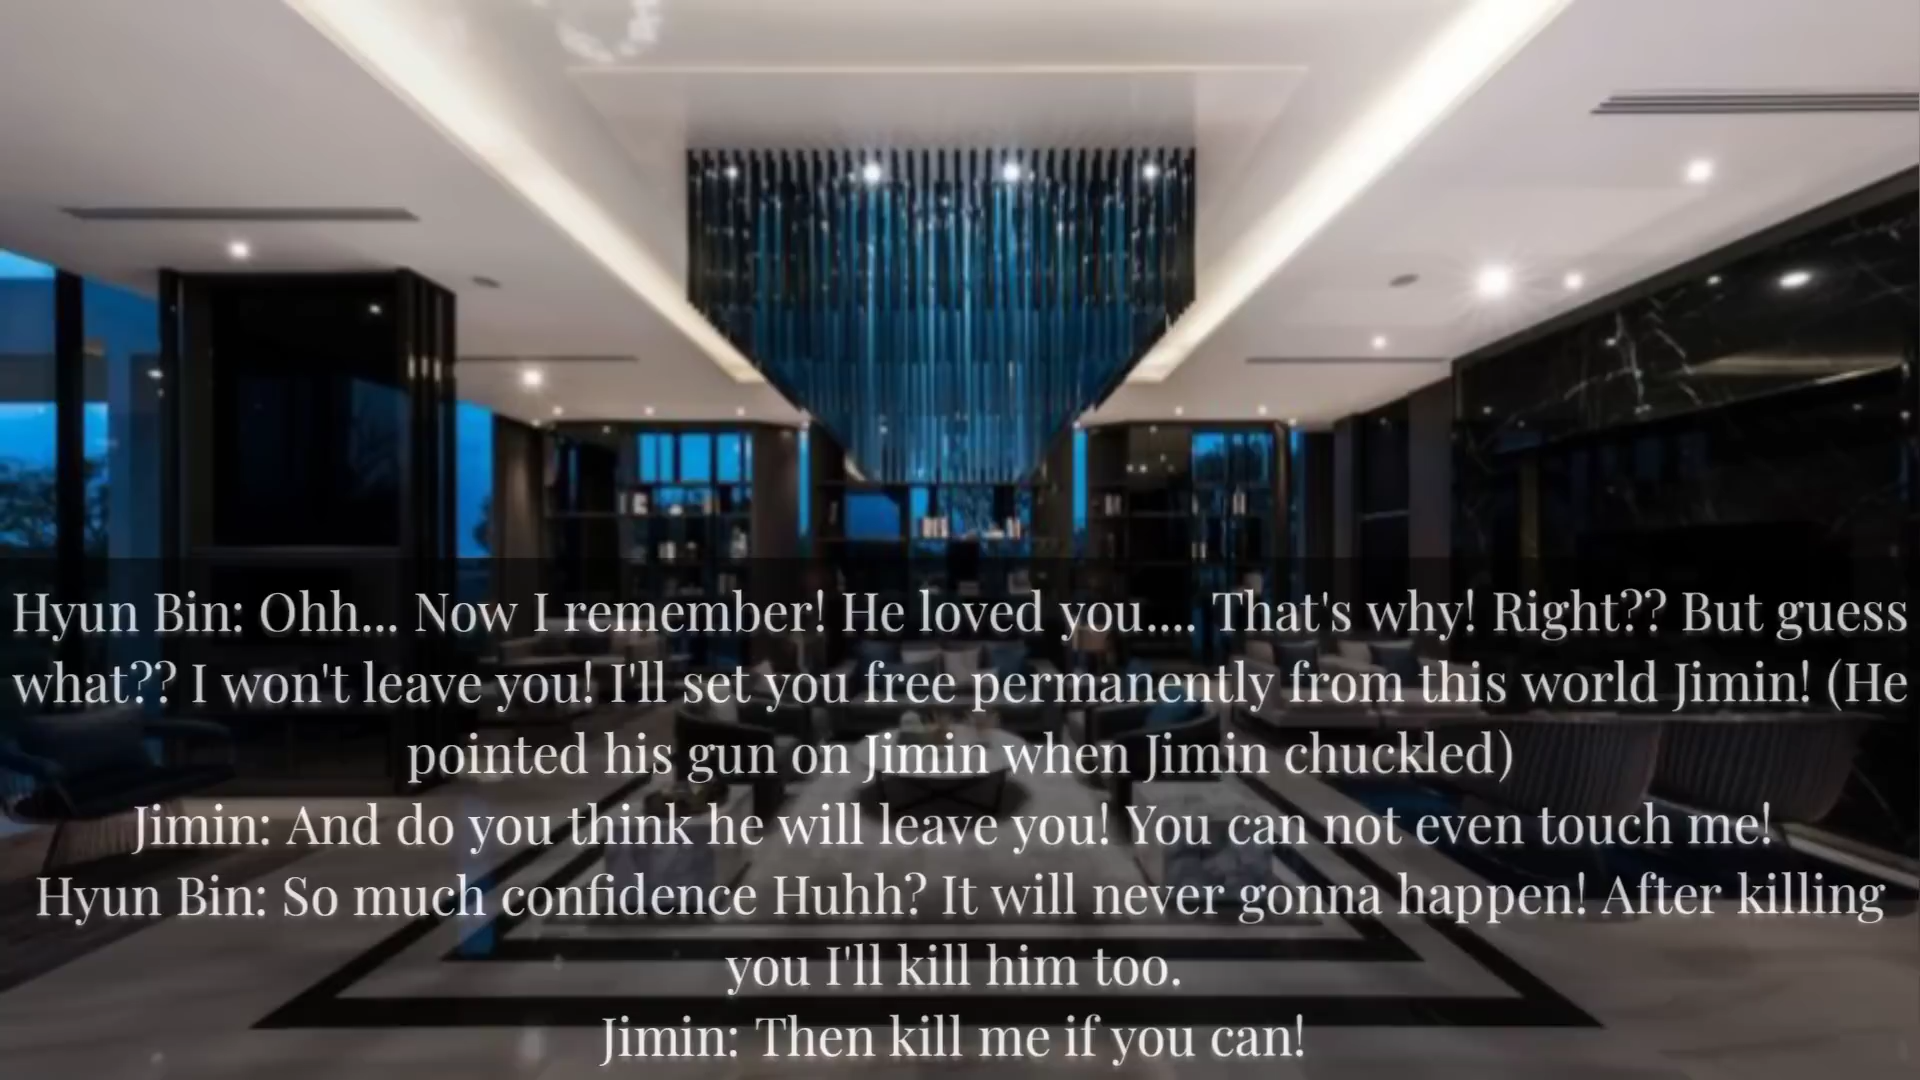 Hyun Bin: Ohh... Now I remember! He loved you.... That's why! Right?? But guess
what?? I won't leave you! I'll set you free permanently from this world Jimin! (He
pointed his gun on Jimin when Jimin chuckled)
Jimin: And do you think he will leave you! You can not even touch me!
Hyun Bin: So much confidence Huhh? It will never gonna happen! After killing
you I'll kill him too.
Jimin: Then kill me if you can!